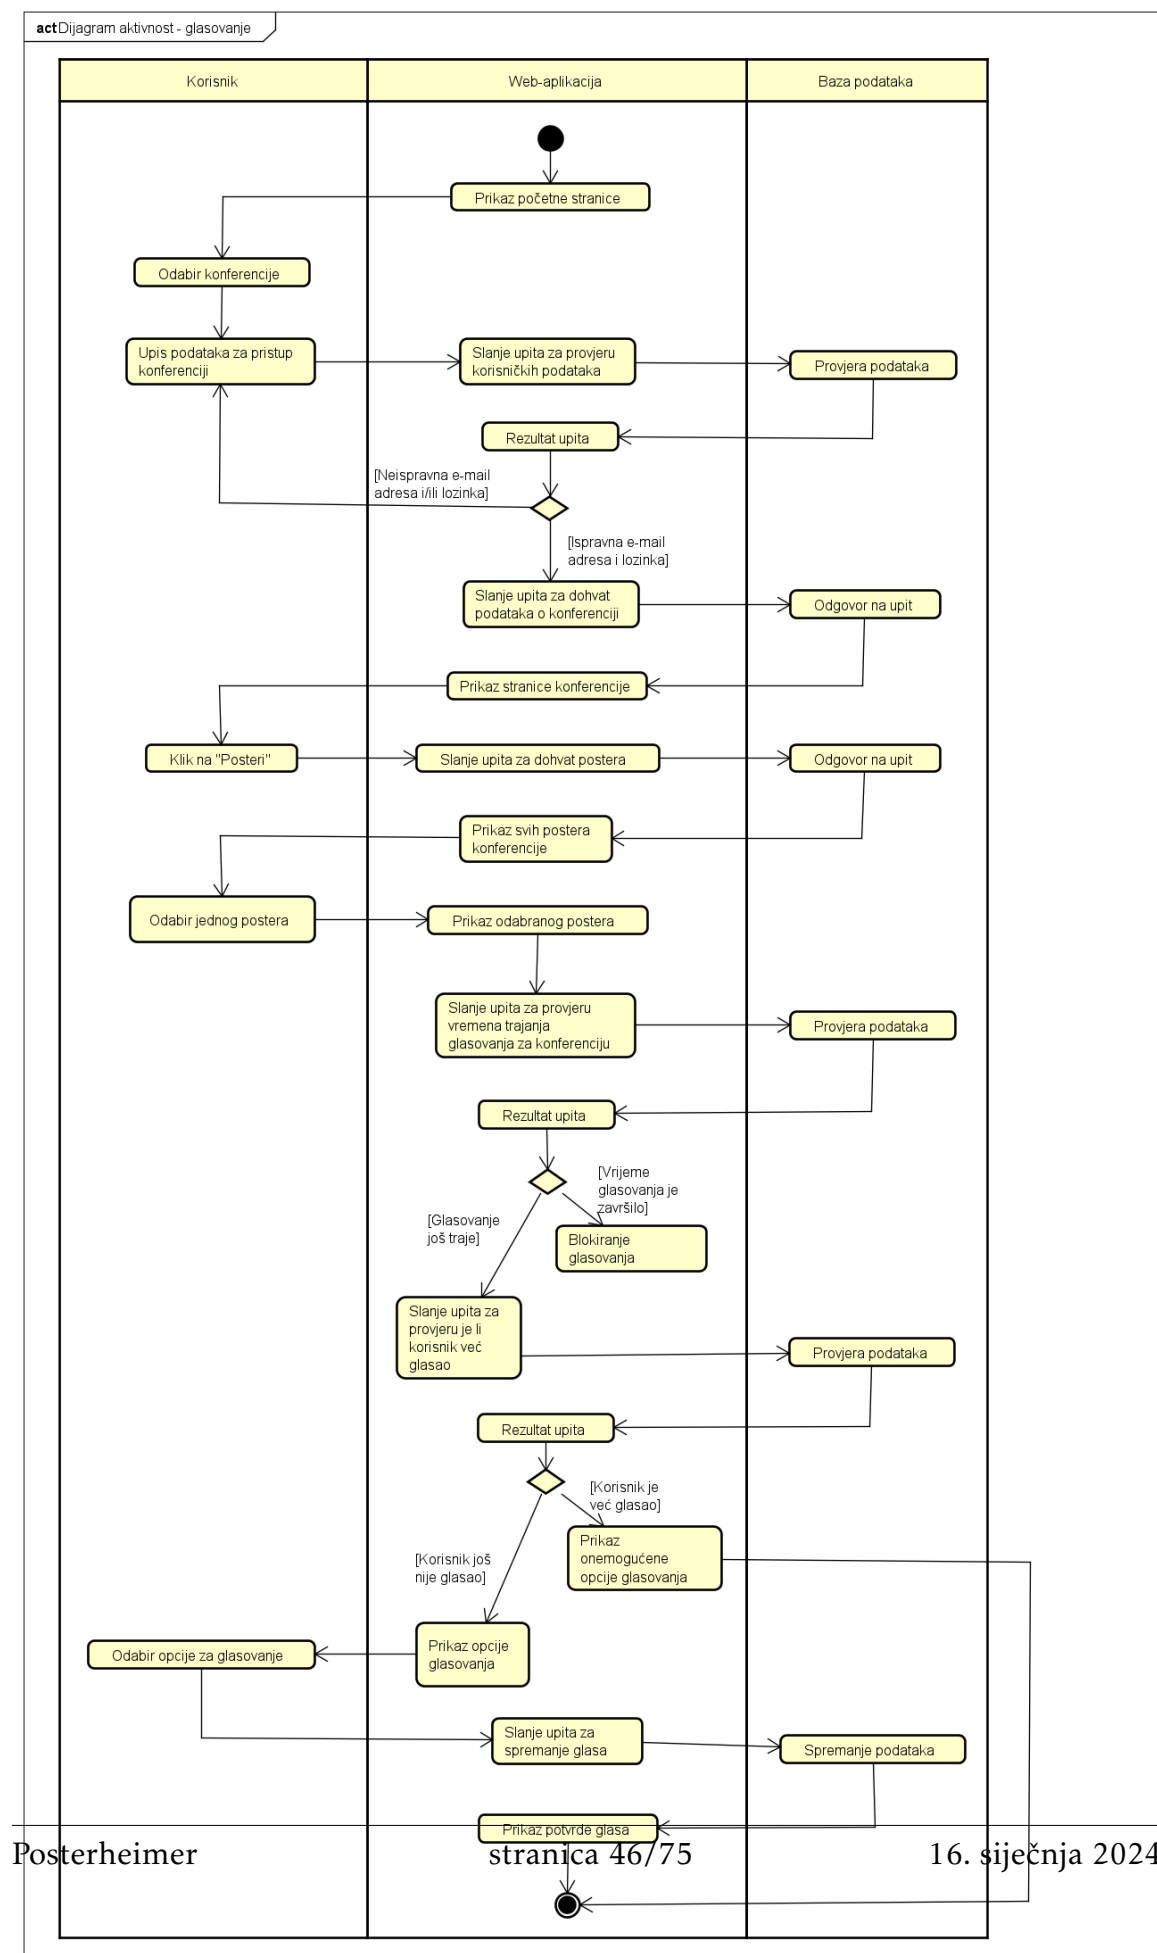 act Dijagram aktivnost - glasovanje
Korisnik
Web-aplikacija
Baza podataka
Prikaz početne stranice
Odabir konferencije
Upis podataka za pristup
konferenciji
Slanje upita za provjeru
korisničkih podataka
Provjera podataka
Rezultat upita
[Neispravna e-mail
adresa i/ili lozinka]
[Ispravna e-mail
adresa i lozinka]
Slanje upita za dohvat
podataka o konferenciji
Odgovor na upit
Prikaz stranice konferencije
Klik na "Posteri"
Slanje upita za dohvat postera
Odgovor na upit
Prikaz svih postera
konferencije
Odabir jednog postera
Prikaz odabranog postera
Slanje upita za provjeru
vremena trajanja
glasovanja za konferenciju
Provjera podataka
Rezultat upita
[Vrijeme
glasovanja je
završilo]
[Glasovanje
još traje]
Blokiranje
glasovanja
Slanje upita za
provjeru je li
korisnik već
glasao
Provjera podataka
Rezultat upita
[Korisnik je
već glasao]
Prikaz
onemogućene
opcije glasovanja
[Korisnik još
nije glasao]
Prikaz opcije
glasovanja
Odabir opcije za glasovanje
Slanje upita za
spremanje glasa
Spremanje podataka
Prikaz potvrde glasa
Posterheimer
stranica 46/75
16. siječnja 2024